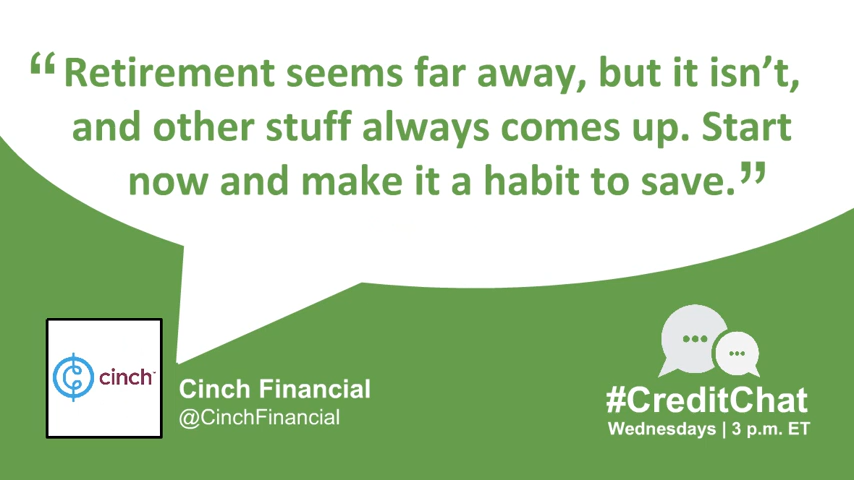 “Retirement seems far away, but it isn’t,
and other stuff always comes up. Start
now and make it a habit to save.”
cinch™
Cinch Financial
@CinchFinancial
#CreditChat
Wednesdays | 3 p.m. ET